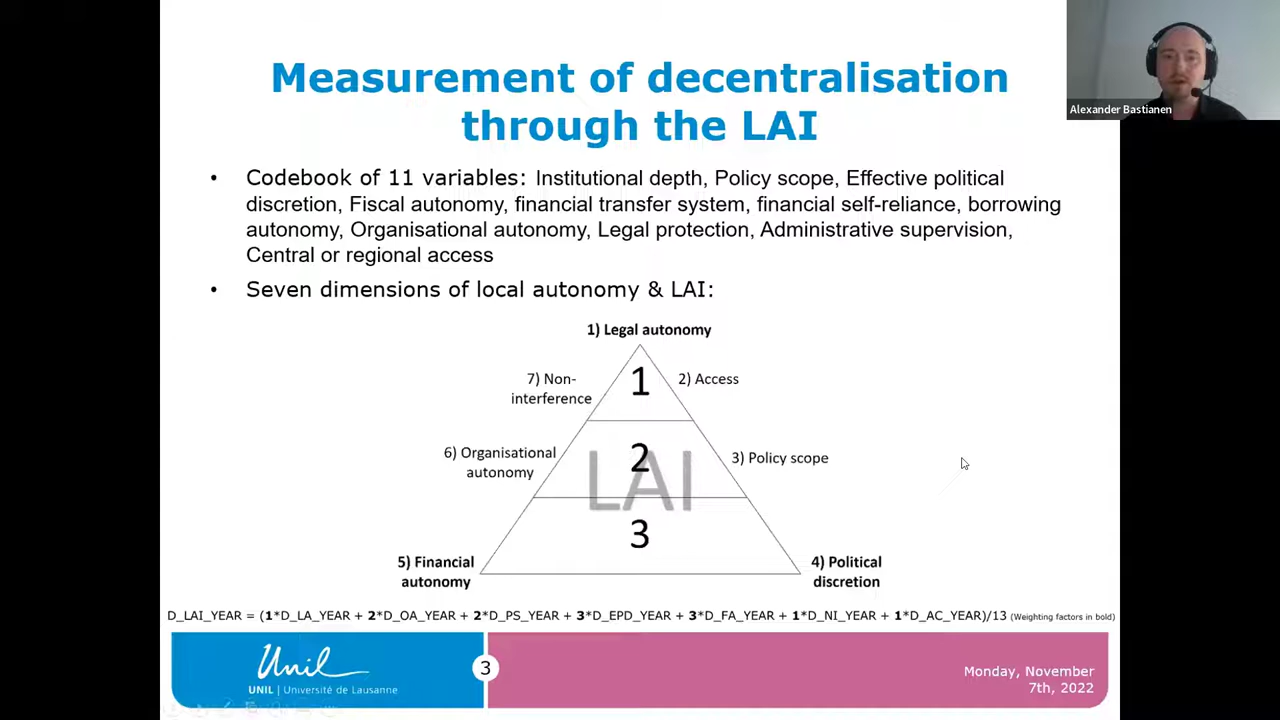 Measurement of decentralisation
through the LAI
Alexander Bastianen
• Codebook of 11 variables: Institutional depth, Policy scope, Effective political
discretion, Fiscal autonomy, financial transfer system, financial self-reliance, borrowing
autonomy, Organisational autonomy, Legal protection, Administrative supervision,
Central or regional access
• Seven dimensions of local autonomy & LAI:
1) Legal autonomy
7) Non-
interference
1
2) Access
6) Organisational
autonomy
2
LAI
3) Policy scope
3
5) Financial
autonomy
4) Political
discretion
D_LAI_YEAR = (1*D_LA_YEAR + 2*D_OA_YEAR + 2*D_PS_YEAR + 3*D_EPD_YEAR + 3*D_FA_YEAR + 1*D_NI_YEAR + 1*D_AC_YEAR)/13 (Weighting factors in bold)
Unil
UNIL | Université de Lausanne
3
Monday, November
7th, 2022